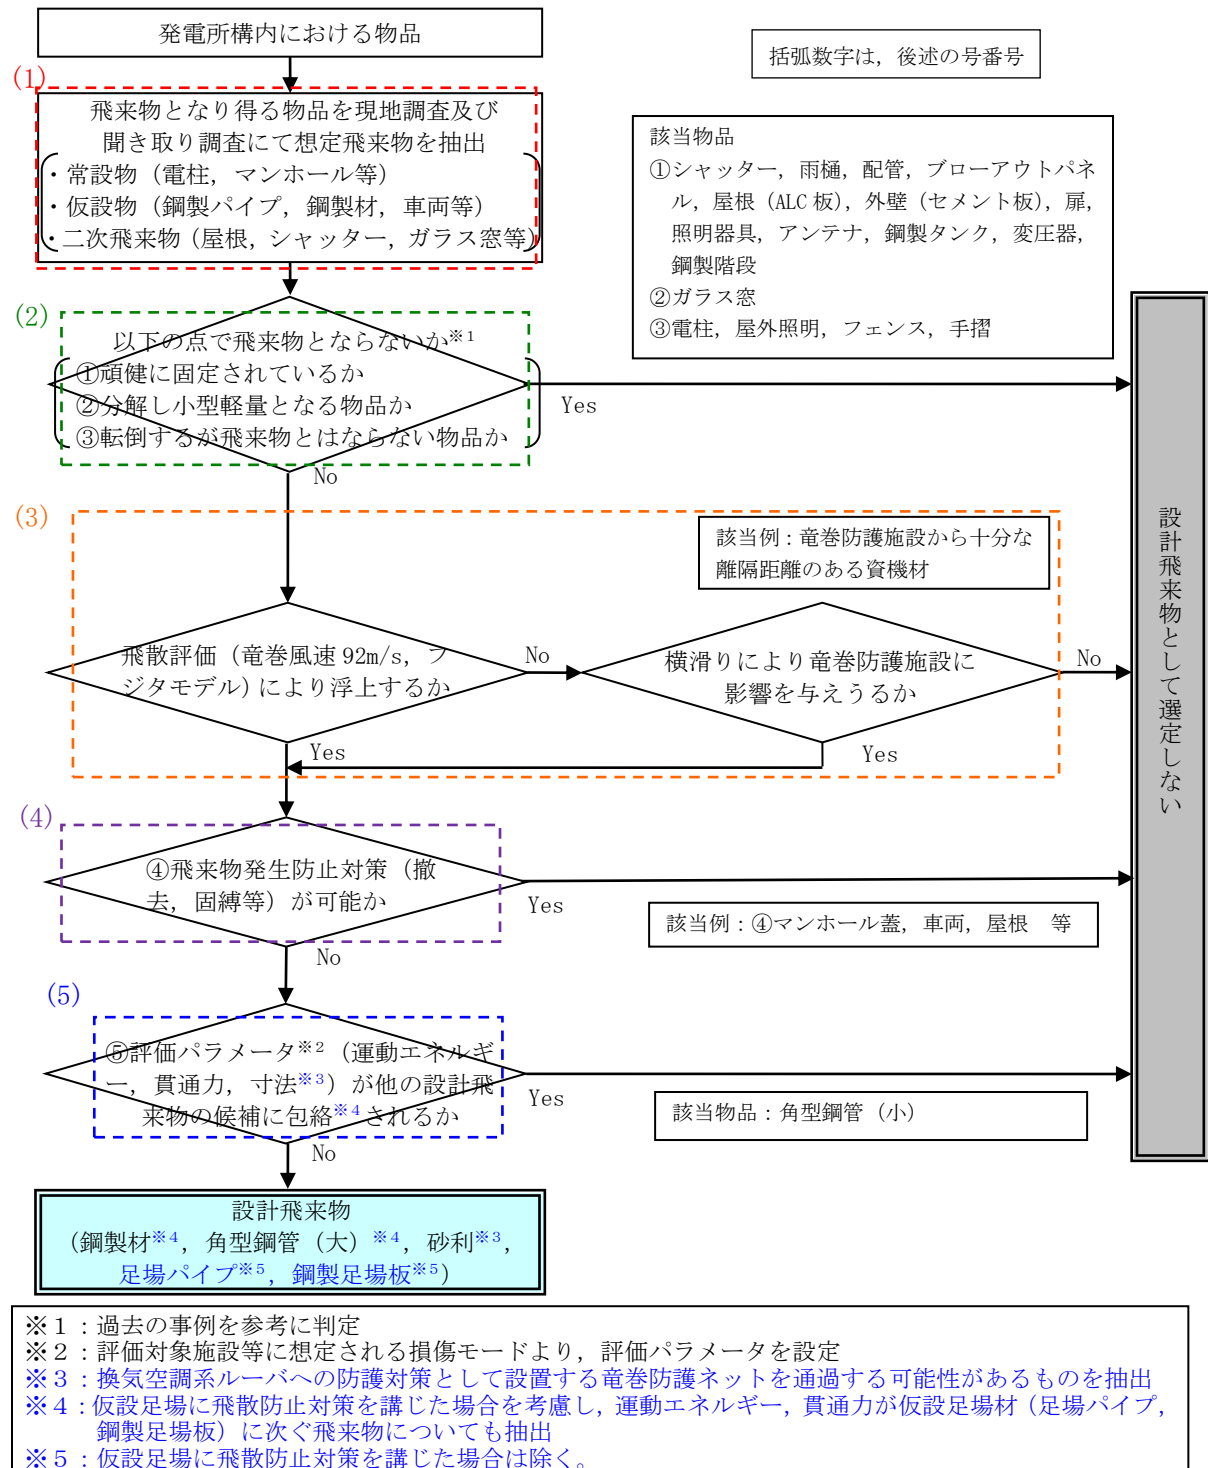 発電所構内における物品
括弧数字は，後述の号番号
(1)
飛来物となり得る物品を現地調査及び
聞き取り調査にて想定飛来物を抽出
・常設物（電柱，マンホール等）
・仮設物（鋼製パイプ，鋼製材，車両等）
・二次飛来物（屋根，シャッター，ガラス窓等）
該当物品
①シャッター，雨樋，配管，ブローアウトパネ
ル，屋根（ALC 板），外壁（セメント板），扉，
照明器具，アンテナ，鋼製タンク，変圧器，
鋼製階段
②ガラス窓
③電柱，屋外照明，フェンス，手摺
(2)
以下の点で飛来物とならないか※1
①頑健に固定されているか
②分解し小型軽量となる物品か
③転倒するが飛来物とはならない物品か
Yes
No
(3)
該当例：竜巻防護施設から十分な
離隔距離のある資機材
飛散評価（竜巻風速 92m/s，フ
ジタモデル）により浮上するか
No
横滑りにより竜巻防護施設に
影響を与えうるか
No
Yes
Yes
設計飛来物として選定しない
(4)
④飛来物発生防止対策（撤
去，固縛等）が可能か
Yes
該当例：④マンホール蓋，車両，屋根　等
No
(5)
⑤評価パラメータ※2（運動エネルギ
ー，貫通力，寸法※3）が他の設計飛
来物の候補に包絡※4されるか
Yes
該当物品：角型鋼管（小）
No
設計飛来物
（鋼製材※4，角型鋼管（大）※4，砂利※3，
足場パイプ※5，鋼製足場板※5）
※１：過去の事例を参考に判定
※２：評価対象施設等に想定される損傷モードより，評価パラメータを設定
※３：換気空調系ルーバへの防護対策として設置する竜巻防護ネットを通過する可能性があるものを抽出
※４：仮設足場に飛散防止対策を講じた場合を考慮し，運動エネルギー，貫通力が仮設足場材（足場パイプ，
鋼製足場板）に次ぐ飛来物についても抽出
※５：仮設足場に飛散防止対策を講じた場合は除く。